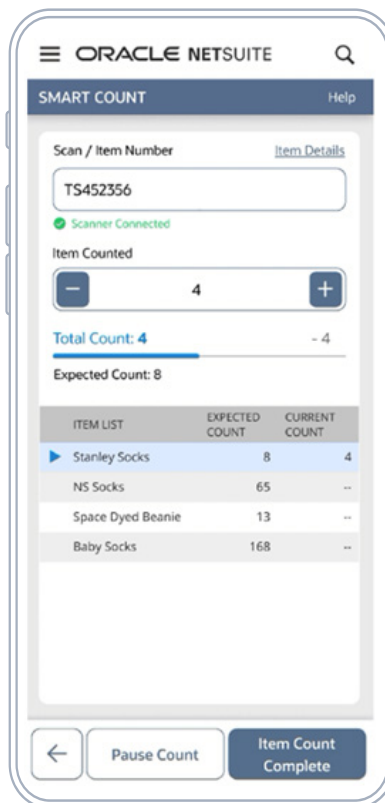 ORACLE NETSUITE
SMART COUNT Help
Scan / Item Number Item Details
TS452356
Scanner Connected
Item Counted
− 4 +
Total Count: 4 - 4
Expected Count: 8
ITEM LIST EXPECTED COUNT CURRENT COUNT
Stanley Socks 8 4
NS Socks 65 --
Space Dyed Beanie 13 --
Baby Socks 168 --
Pause Count Item Count Complete